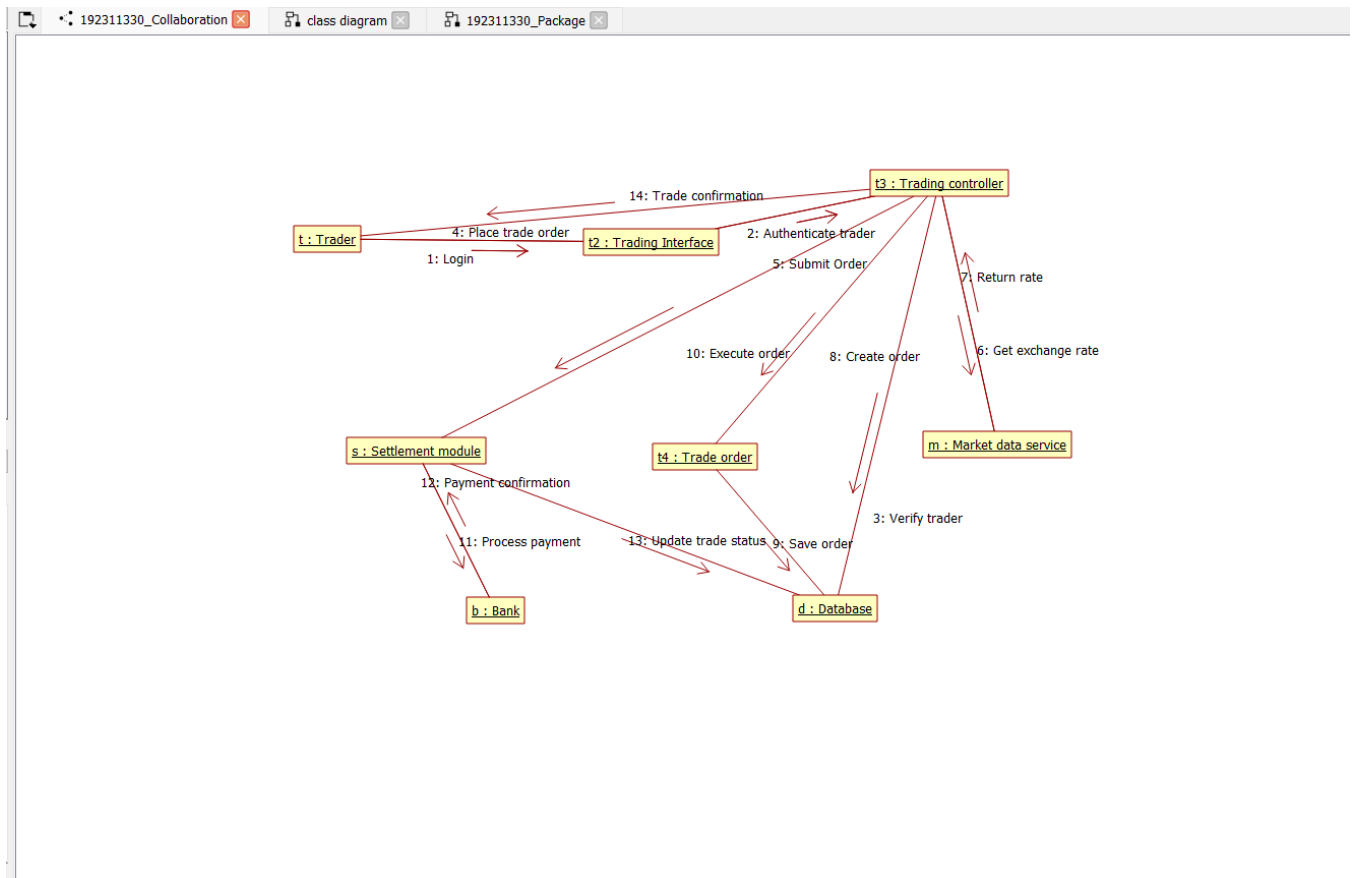 192311330_Collaboration
class diagram
192311330_Package
t3 : Trading controller
14: Trade confirmation
t : Trader
4: Place trade order
t2 : Trading Interface
2: Authenticate trader
1: Login
5: Submit Order
7: Return rate
10: Execute order
8: Create order
6: Get exchange rate
s : Settlement module
t4 : Trade order
m : Market data service
12: Payment confirmation
3: Verify trader
11: Process payment
13: Update trade status
9: Save order
b : Bank
d : Database